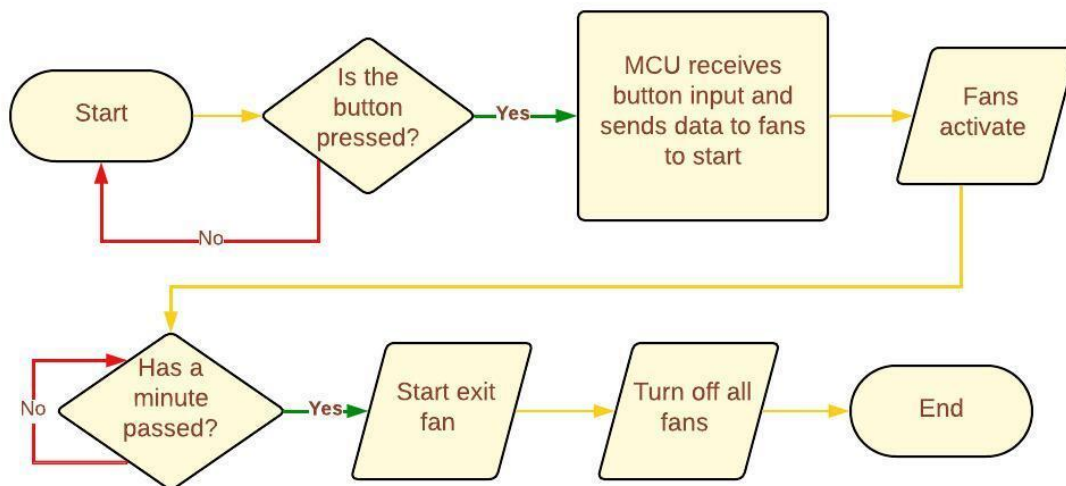 Start
Is the
button
pressed?
Yes
MCU receives
button input and
sends data to fans
to start
Fans
activate
No
Has a
minute
passed?
No
Yes
Start exit
fan
Turn off all
fans
End